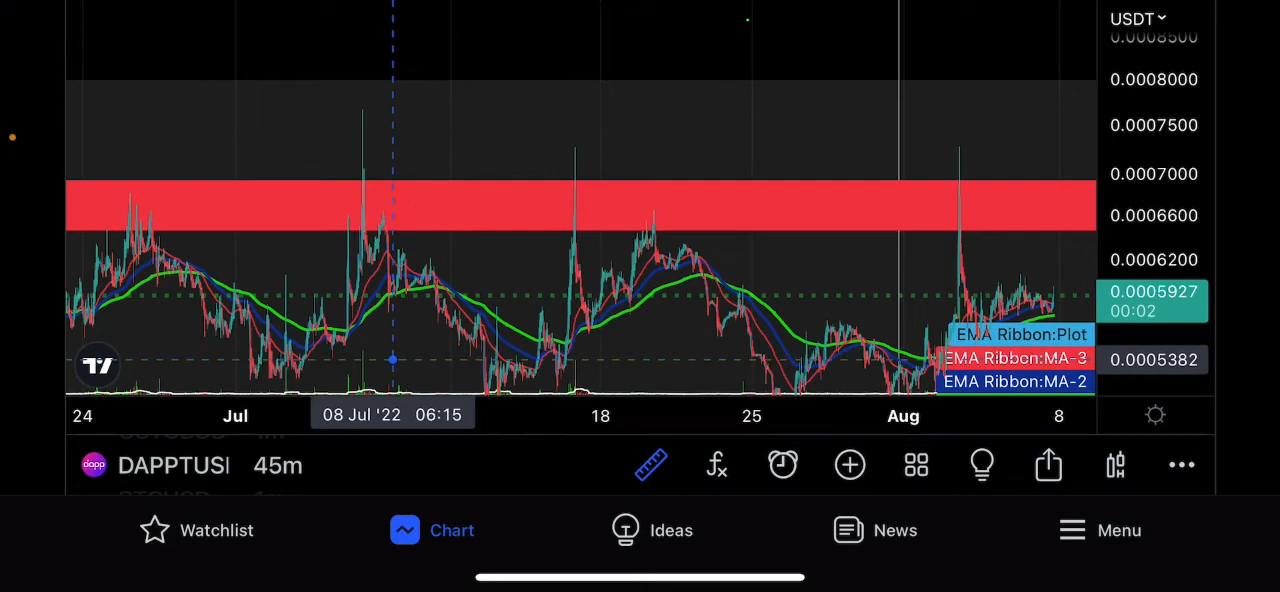 USDT
0.0008500
0.0008000
0.0007500
0.0007000
0.0006600
0.0006200
0.0005927
00:02
EMA Ribbon:Plot
EMA Ribbon:MA-3
0.0005382
EMA Ribbon:MA-2
24 Jul 08 Jul '22 06:15 18 25 Aug 8
dapp DAPPTUSI 45m
Watchlist Chart Ideas News Menu